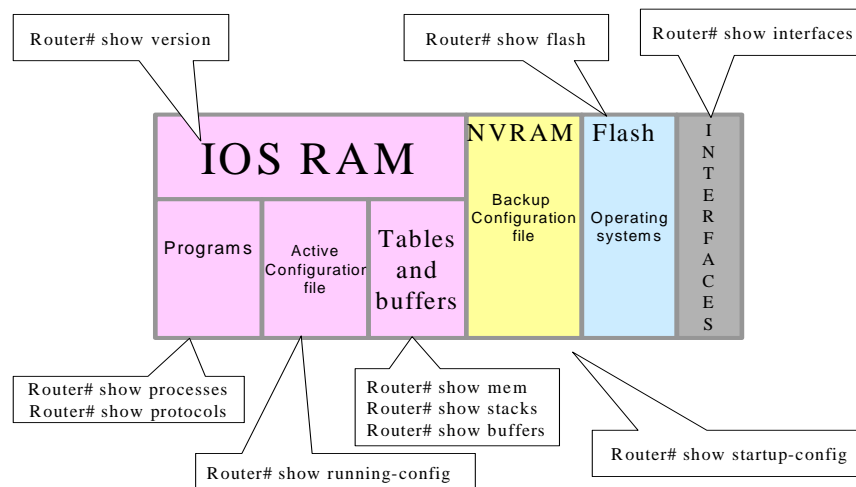 Router# show version
Router# show flash
Router# show interfaces
IOS RAM
NVRAM
Flash
INTERFACES
Backup
Configuration
file
Operating
systems
Programs
Active
Configuration
file
Tables
and
buffers
Router# show processes
Router# show protocols
Router# show mem
Router# show stacks
Router# show buffers
Router# show startup-config
Router# show running-config